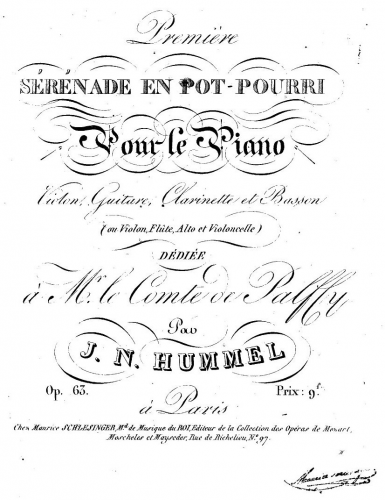 Première
SÉRÉNADE EN POT-POURRI
Pour le Piano
Violon, Guitare, Clarinette et Basson
(ou Violon, Flûte, Alto et Violoncelle)
DÉDIÉE
à Mr. le Comte de Palffy
Par
J. N. HUMMEL
Op. 63. Prix: 9f
à Paris
Chez Maurice SCHLESINGER, Md. de Musique du ROI, Editeur de la Collection des Opéras de Mozart,
Moscheles et Mayseder, Rue de Richelieu, No. 97.